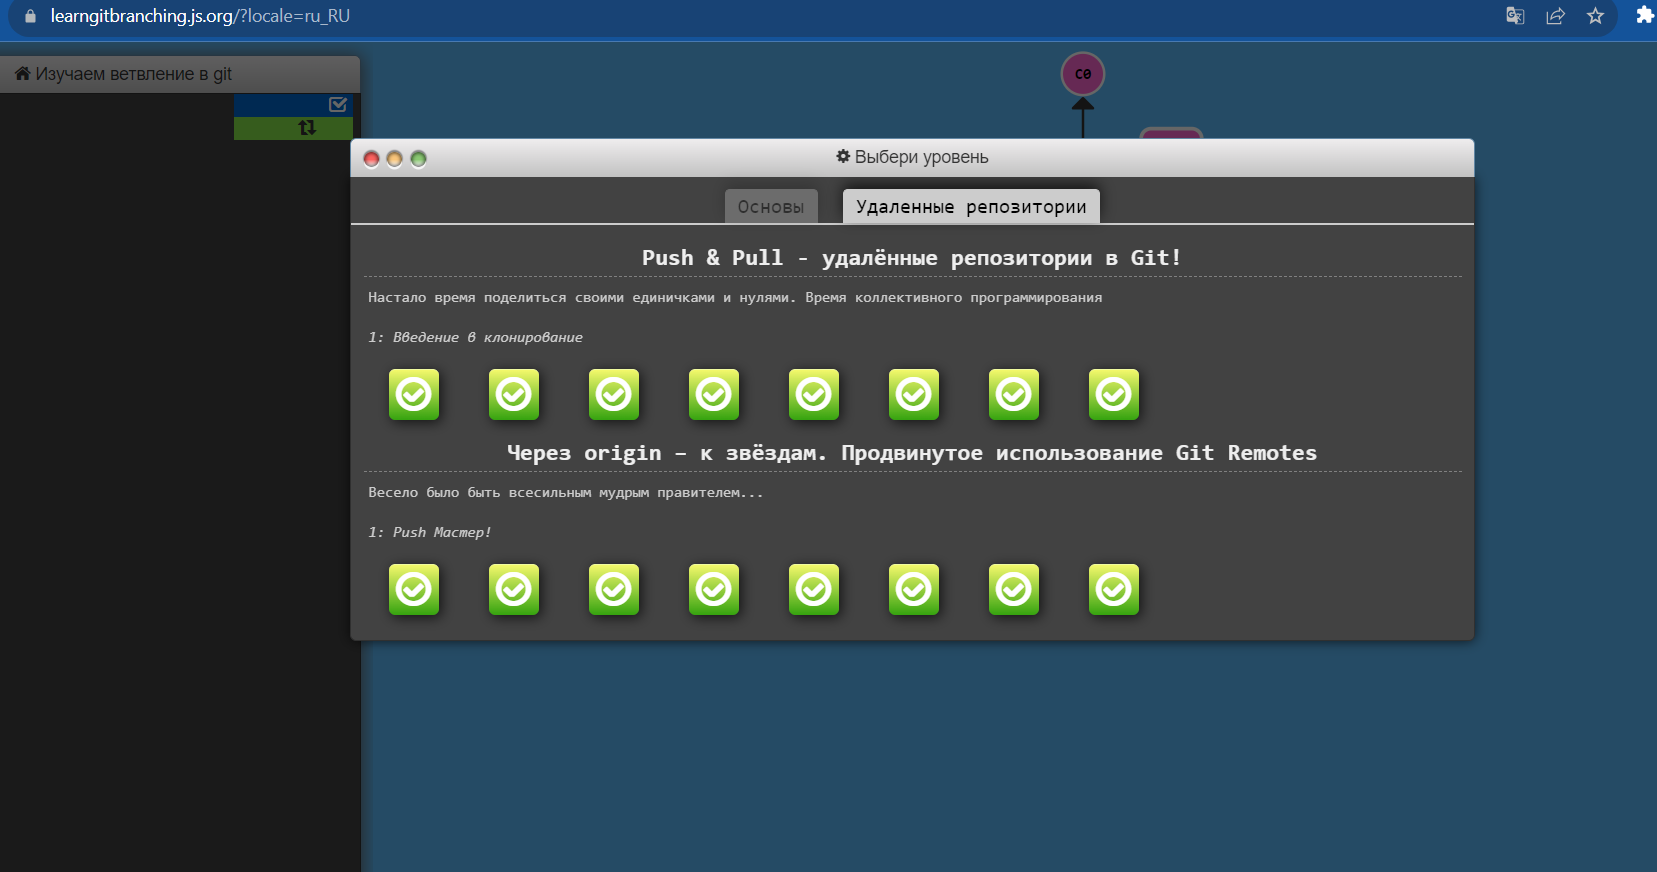 learngitbranching.js.org/?locale=ru_RU
Изучаем ветвление в git
C0
Выбери уровень
Основы
Удаленные репозитории
Push & Pull - удалённые репозитории в Git!
Настало время поделиться своими единичками и нулями. Время коллективного программирования
1: Введение в клонирование
Через origin – к звёздам. Продвинутое использование Git Remotes
Весело было быть всесильным мудрым правителем...
1: Push Мастер!